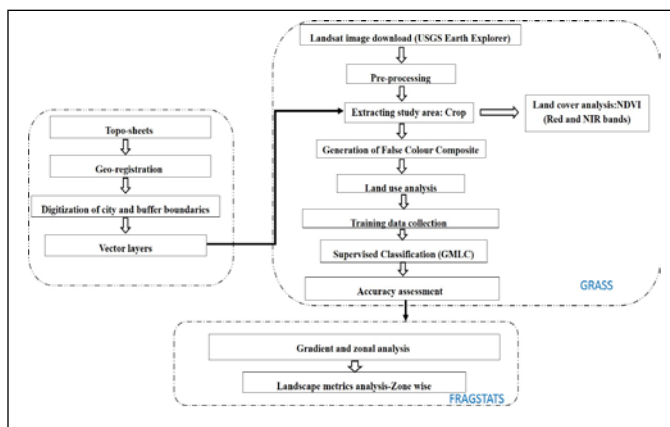 Landsat image download (USGS Earth Explorer)
Pre-processing
Extracting study area: Crop
Land cover analysis:NDVI
(Red and NIR bands)
Generation of False Colour Composite
Land use analysis
Training data collection
Supervised Classification (GMLC)
Accuracy assessment
GRASS
Topo-sheets
Geo-registration
Digitization of city and buffer boundaries
Vector layers
Gradient and zonal analysis
Landscape metrics analysis-Zone wise
FRAGSTATS